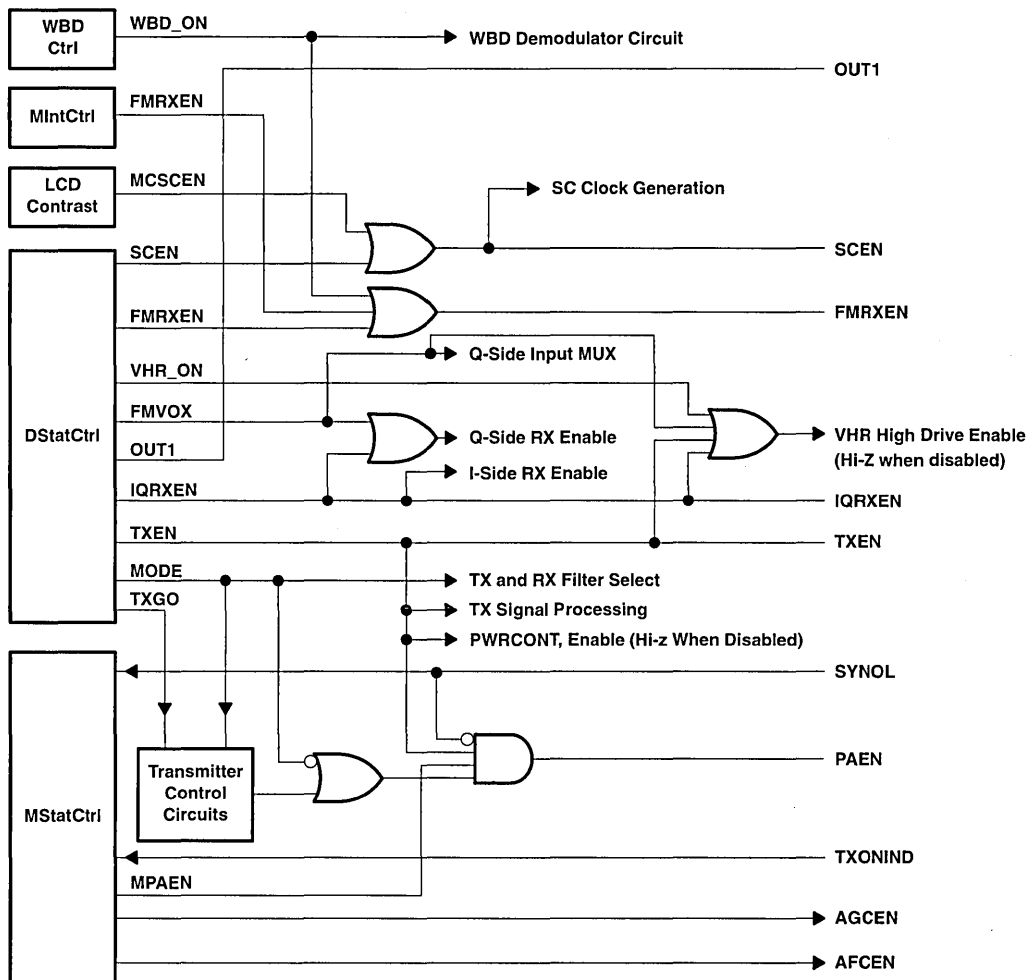 WBD
Ctrl
WBD_ON
WBD Demodulator Circuit
OUT1
MIntCtrl
FMRXEN
LCD
Contrast
MCSCEN
SC Clock Generation
SCEN
SCEN
FMRXEN
FMRXEN
Q-Side Input MUX
VHR_ON
DStatCtrl
FMVOX
Q-Side RX Enable
VHR High Drive Enable
(Hi-Z when disabled)
OUT1
I-Side RX Enable
IQRXEN
IQRXEN
TXEN
TXEN
MODE
TX and RX Filter Select
TXGO
TX Signal Processing
PWRCONT, Enable (Hi-z When Disabled)
SYNOL
Transmitter
Control
Circuits
PAEN
MStatCtrl
TXONIND
MPAEN
AGCEN
AFCEN